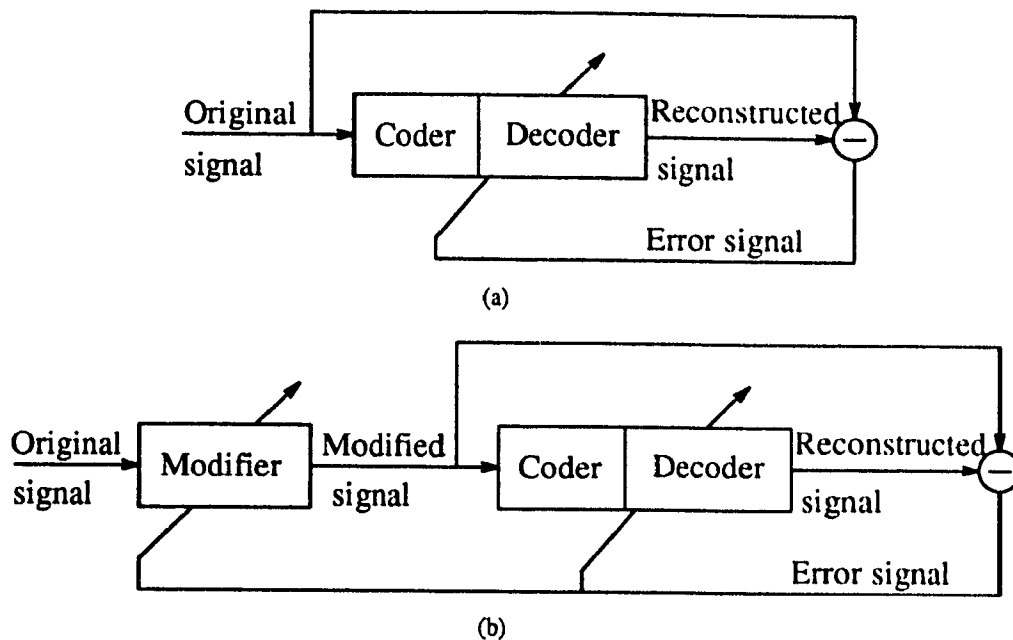 Original
signal
Coder
Decoder
Reconstructed
signal
−
Error signal
(a)
Original
signal
Modifier
Modified
signal
Coder
Decoder
Reconstructed
signal
−
Error signal
(b)